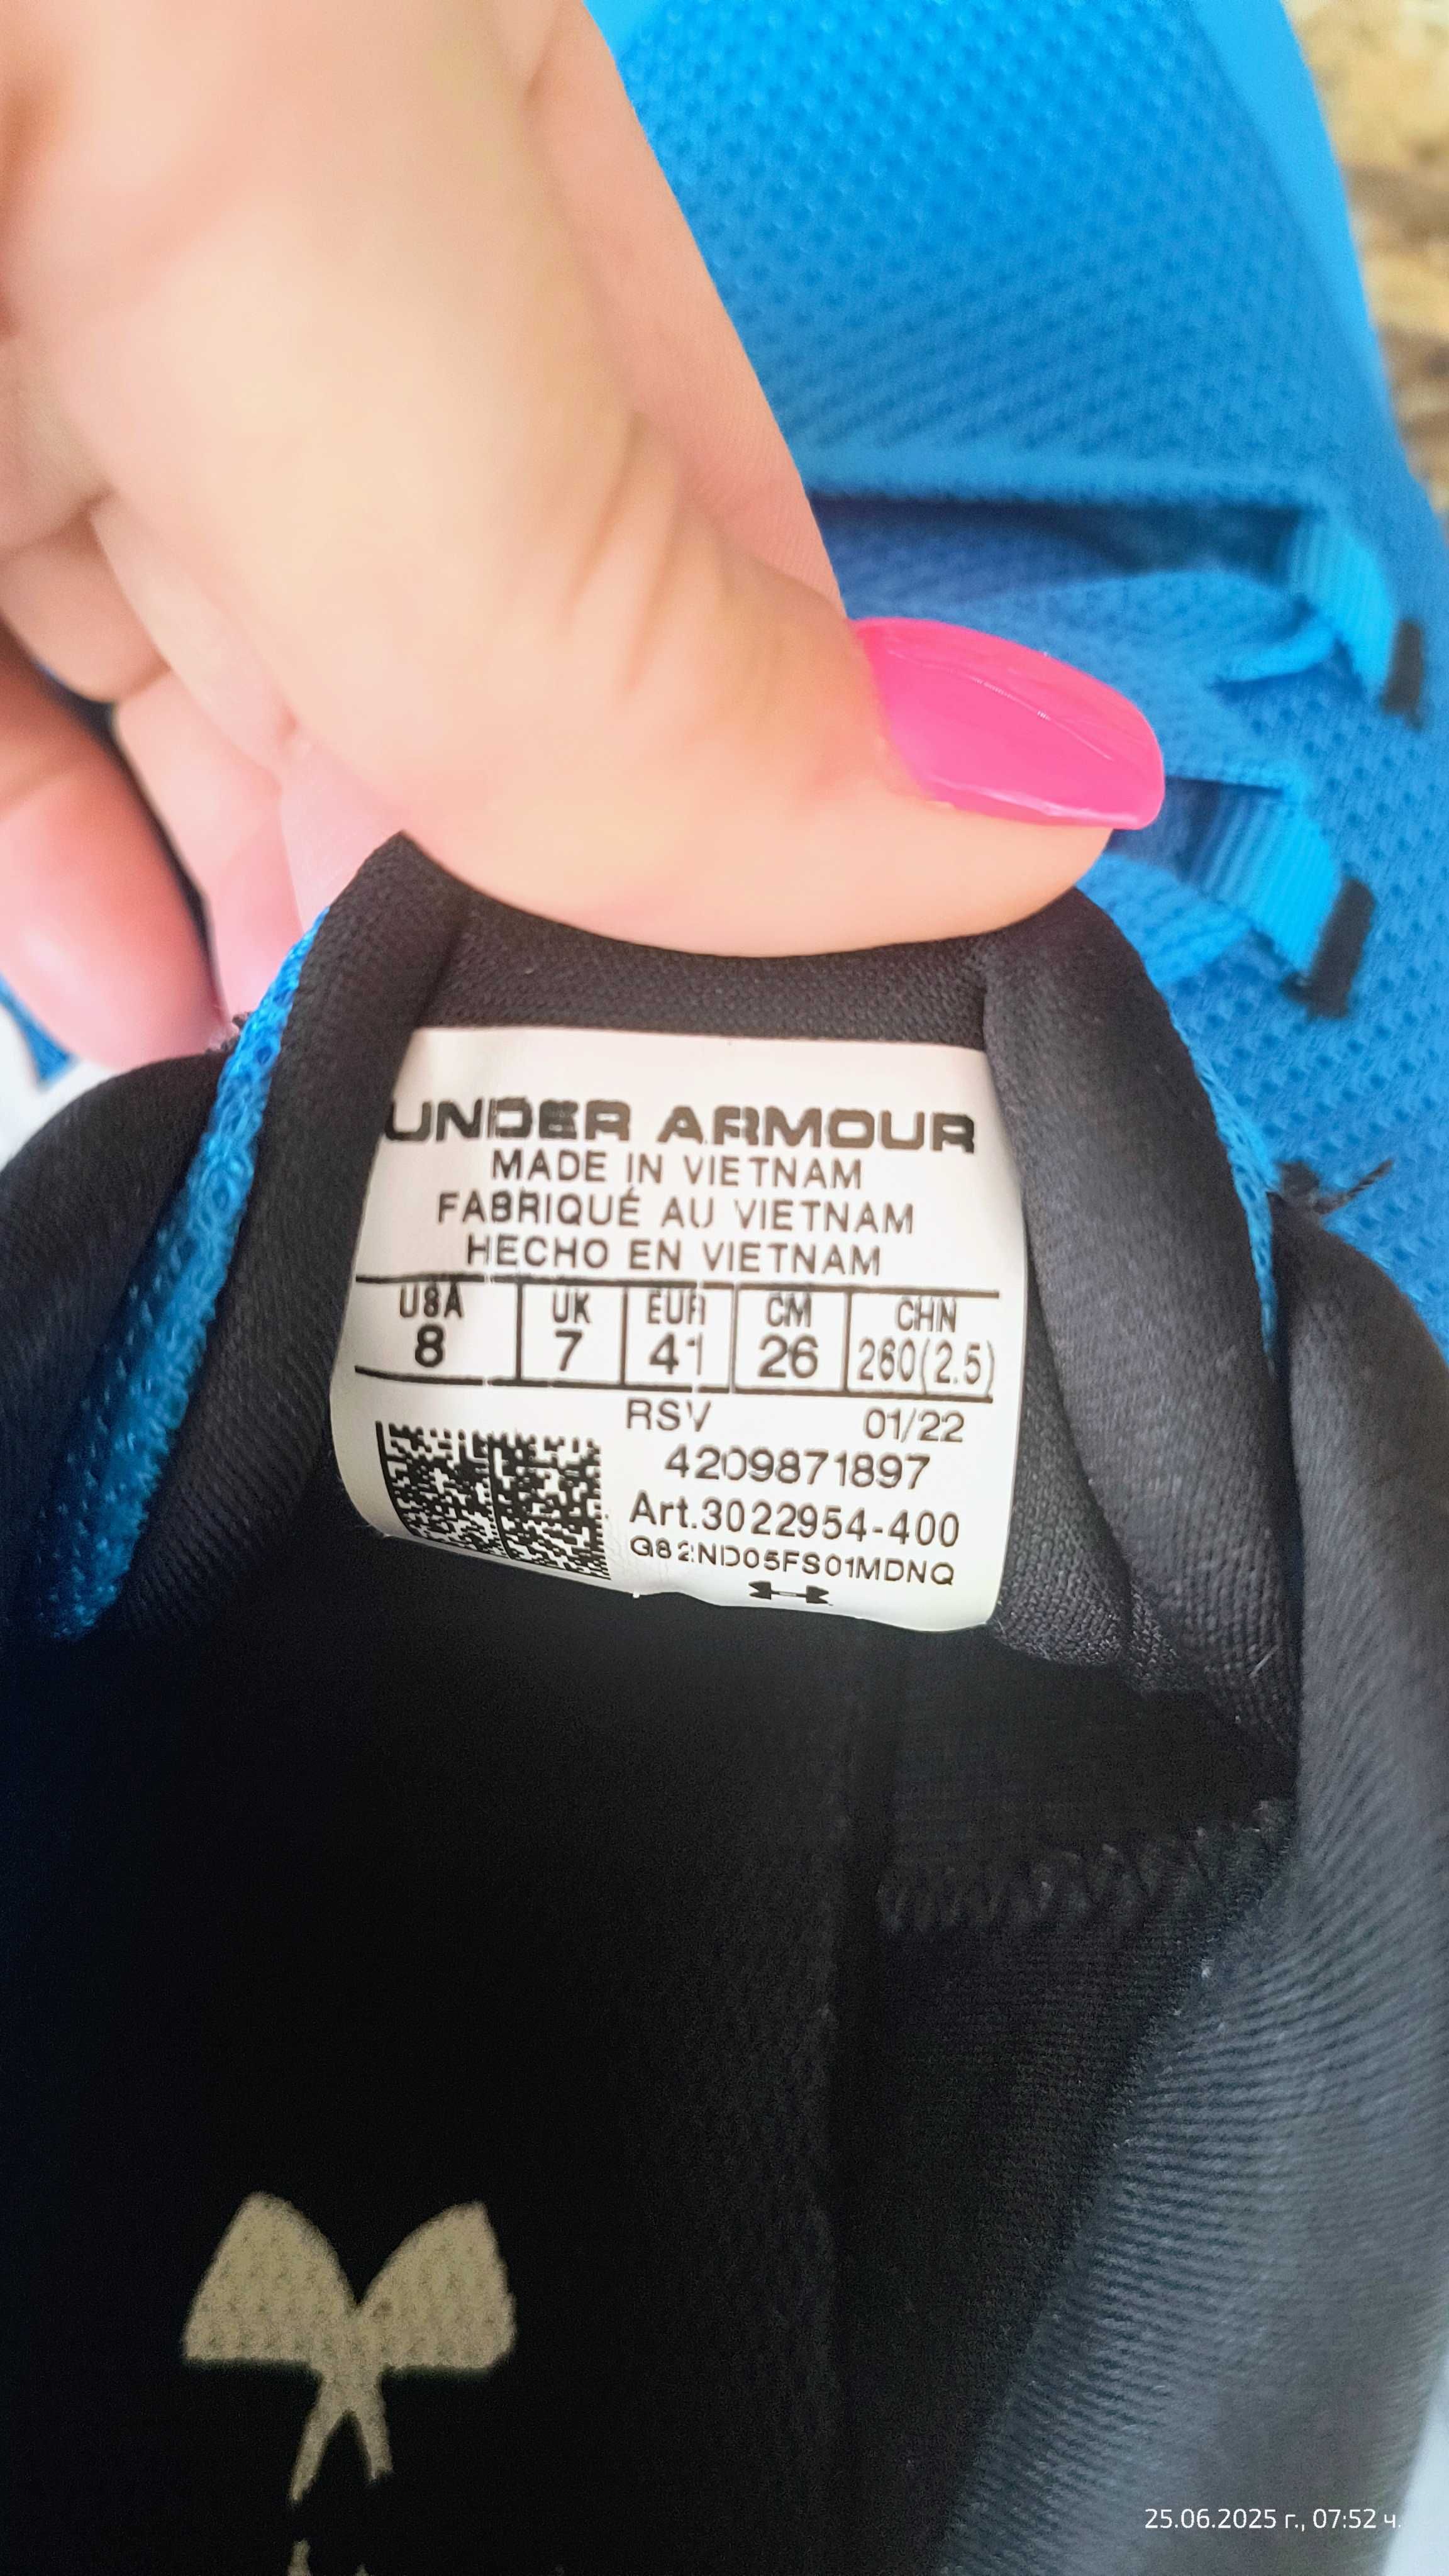 UNDER ARMOUR
MADE IN VIETNAM
FABRIQUÉ AU VIETNAM
HECHO EN VIETNAM
USA UK EUR CM CHN
8 7 41 26 260(2.5)
RSV 01/22
4209871897
Art.3022954-400
Q82ND05FS01MDNQ
25.06.2025 г., 07:52 ч.